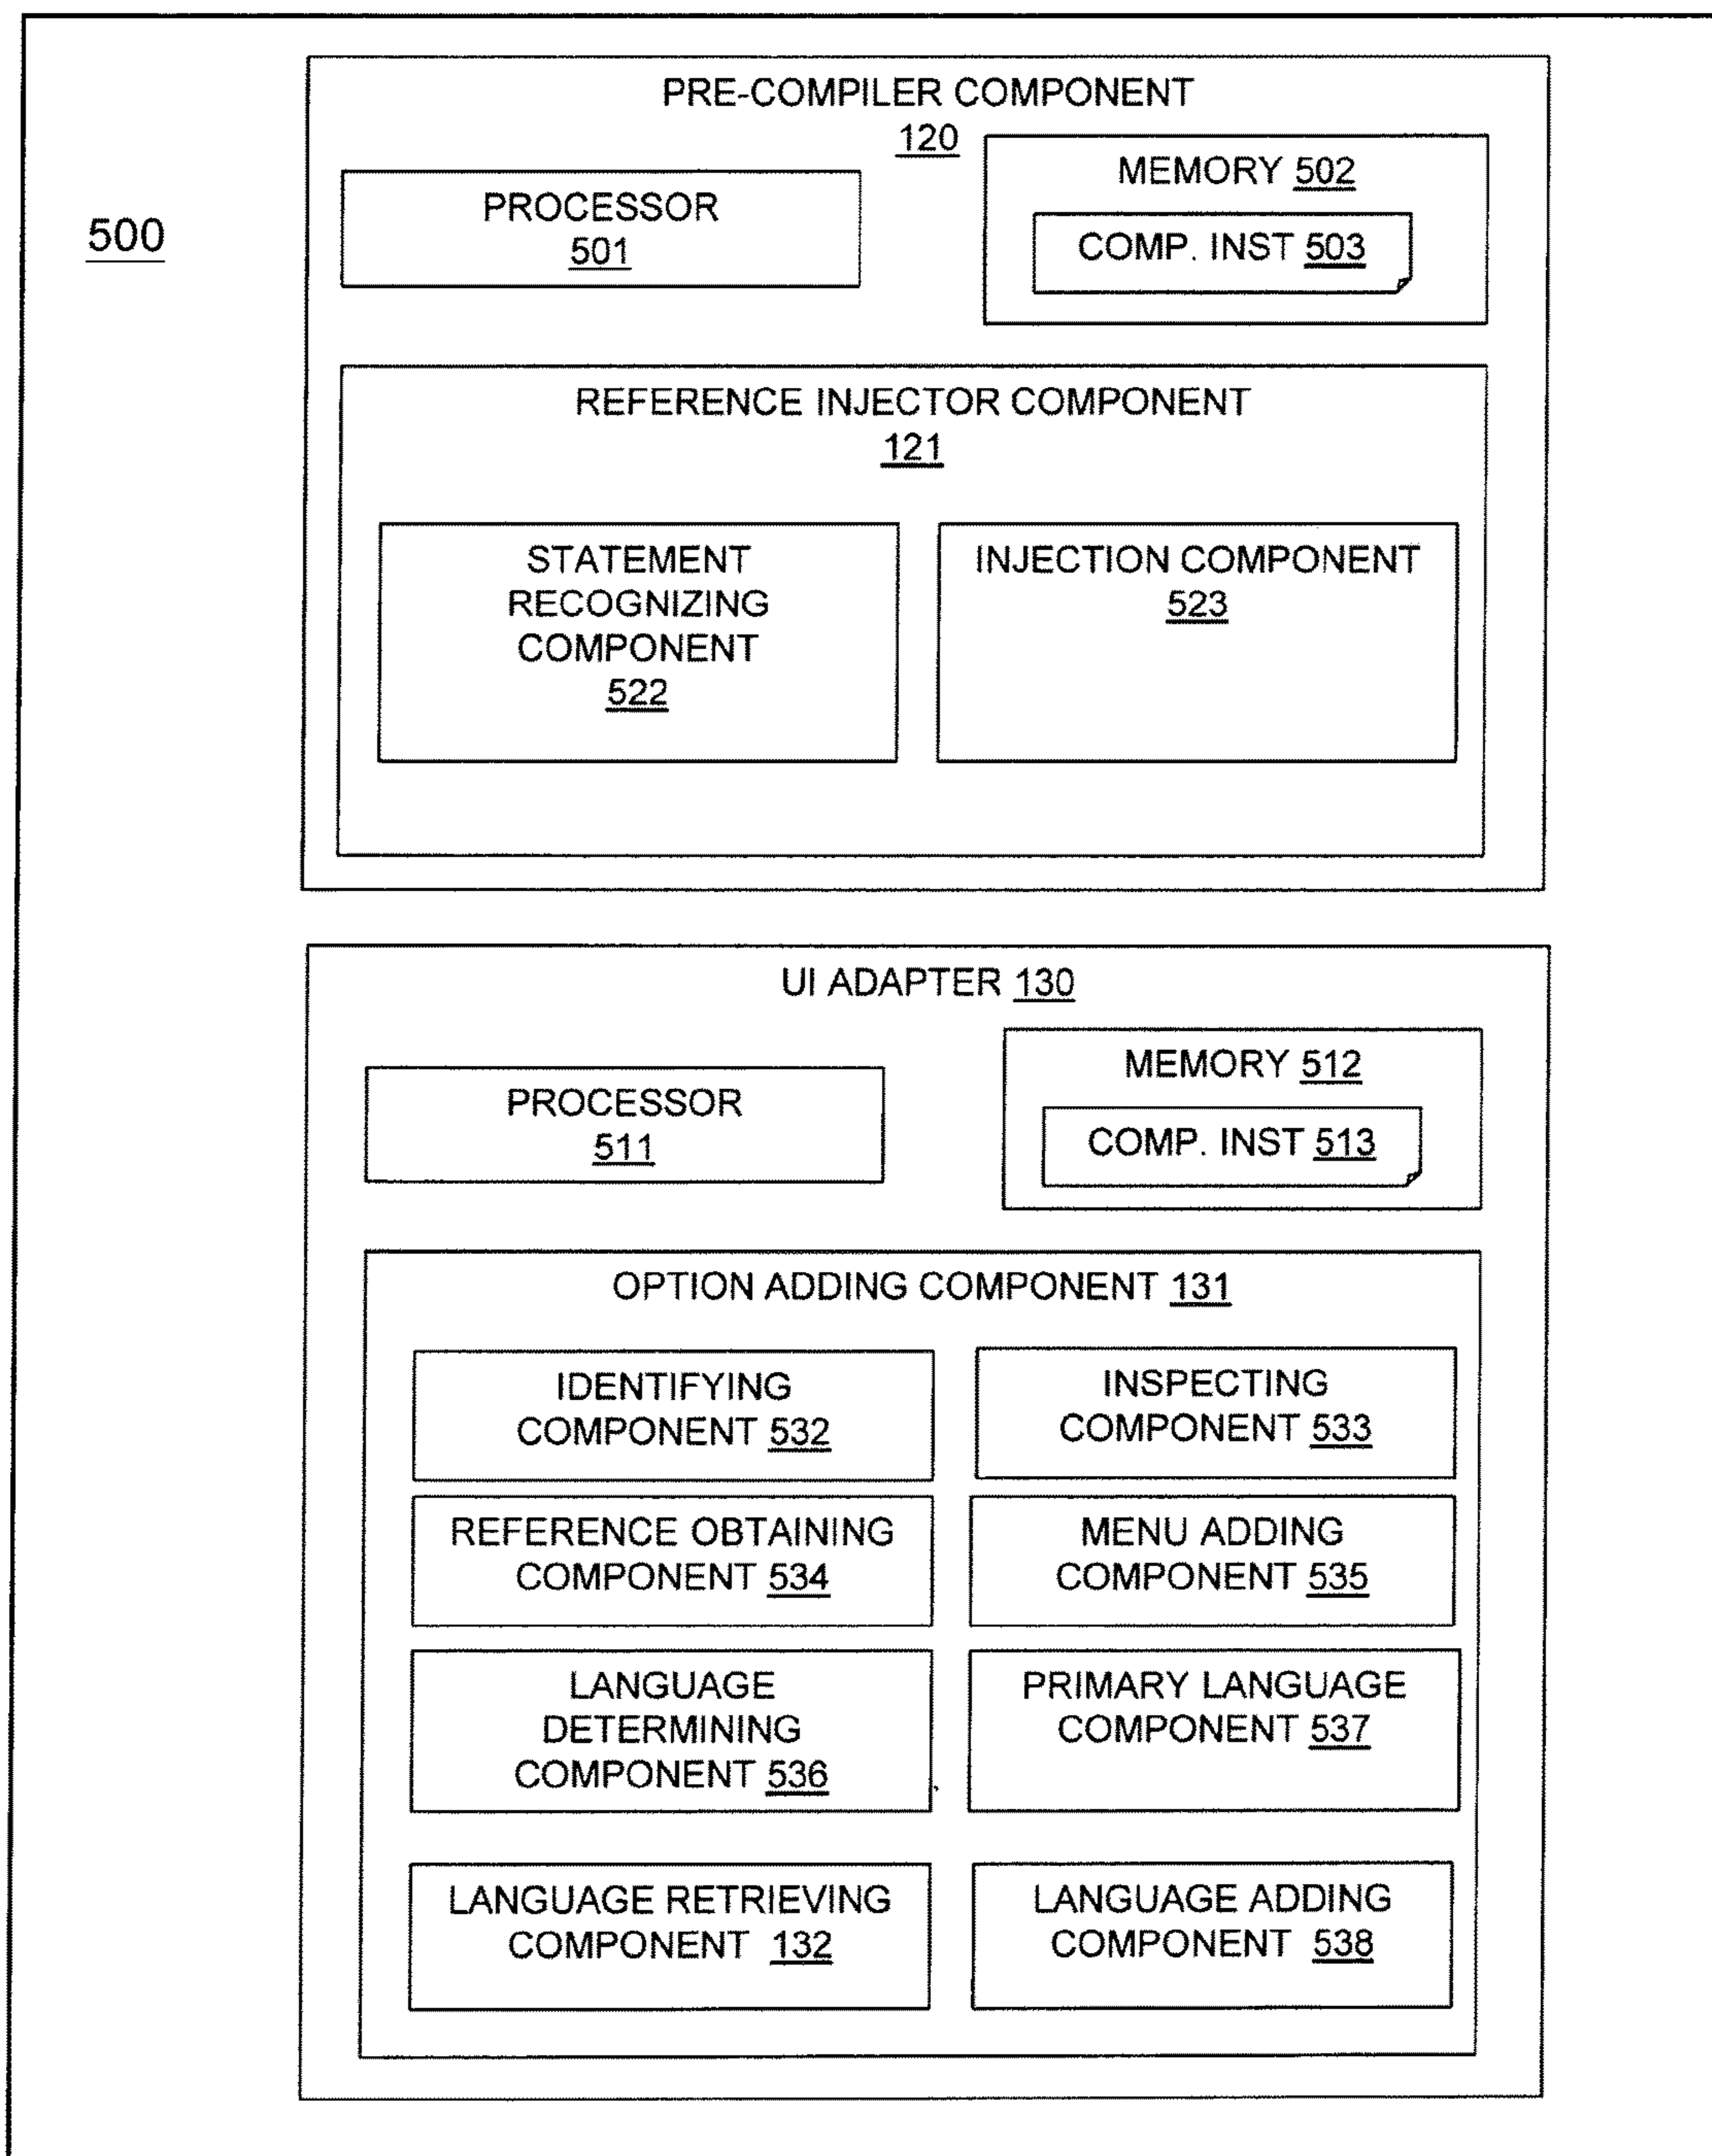 500
PRE-COMPILER COMPONENT
120
PROCESSOR
501
MEMORY 502
COMP. INST 503
REFERENCE INJECTOR COMPONENT
121
STATEMENT
RECOGNIZING
COMPONENT
522
INJECTION COMPONENT
523
UI ADAPTER 130
PROCESSOR
511
MEMORY 512
COMP. INST 513
OPTION ADDING COMPONENT 131
IDENTIFYING
COMPONENT 532
INSPECTING
COMPONENT 533
REFERENCE OBTAINING
COMPONENT 534
MENU ADDING
COMPONENT 535
LANGUAGE
DETERMINING
COMPONENT 536
PRIMARY LANGUAGE
COMPONENT 537
LANGUAGE RETRIEVING
COMPONENT 132
LANGUAGE ADDING
COMPONENT 538